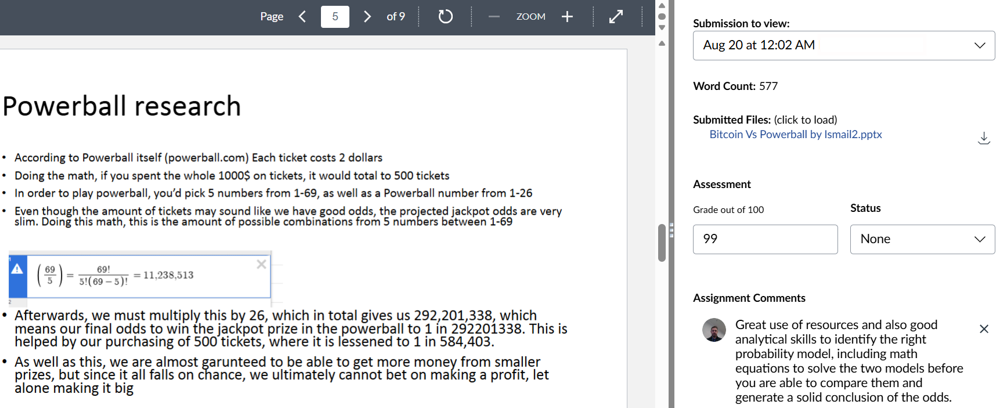 Page 5 of 9 ZOOM
Powerball research
• According to Powerball itself (powerball.com) Each ticket costs 2 dollars
• Doing the math, if you spent the whole 1000$ on tickets, it would total to 500 tickets
• In order to play powerball, you’d pick 5 numbers from 1-69, as well as a Powerball number from 1-26
• Even though the amount of tickets may sound like we have good odds, the projected jackpot odds are very
slim. Doing this math, this is the amount of possible combinations from 5 numbers between 1-69
1
(69/5) = 69!/5!(69 – 5)! = 11,238,513
2
• Afterwards, we must multiply this by 26, which in total gives us 292,201,338, which
means our final odds to win the jackpot prize in the powerball to 1 in 292201338. This is
helped by our purchasing of 500 tickets, where it is lessened to 1 in 584,403.
• As well as this, we are almost garunteed to be able to get more money from smaller
prizes, but since it all falls on chance, we ultimately cannot bet on making a profit, let
alone making it big
Submission to view:
Aug 20 at 12:02 AM
Word Count: 577
Submitted Files: (click to load)
Bitcoin Vs Powerball by Ismail2.pptx
Assessment
Grade out of 100
Status
99
None
Assignment Comments
Great use of resources and also good
analytical skills to identify the right
probability model, including math
equations to solve the two models before
you are able to compare them and
generate a solid conclusion of the odds.